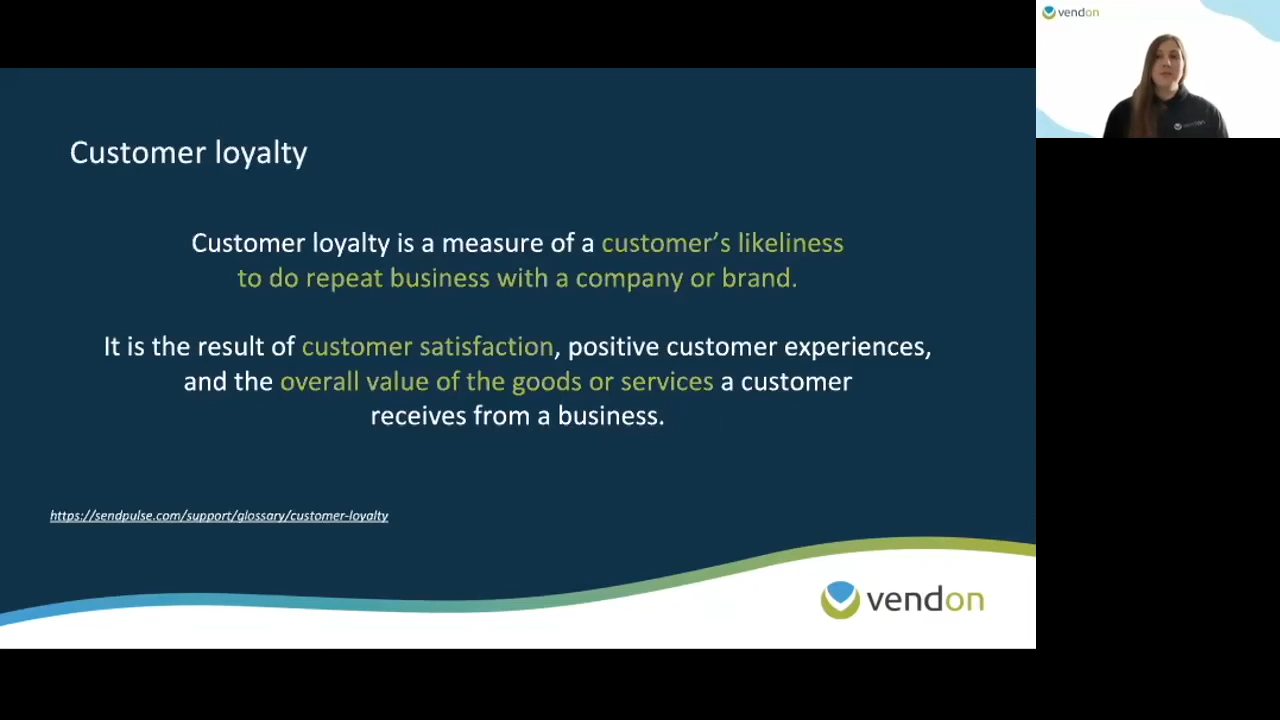 Customer loyalty
Customer loyalty is a measure of a customer’s likeliness
to do repeat business with a company or brand.
It is the result of customer satisfaction, positive customer experiences,
and the overall value of the goods or services a customer
receives from a business.
https://sendpulse.com/support/glossary/customer-loyalty
vendon
vendon
vendon